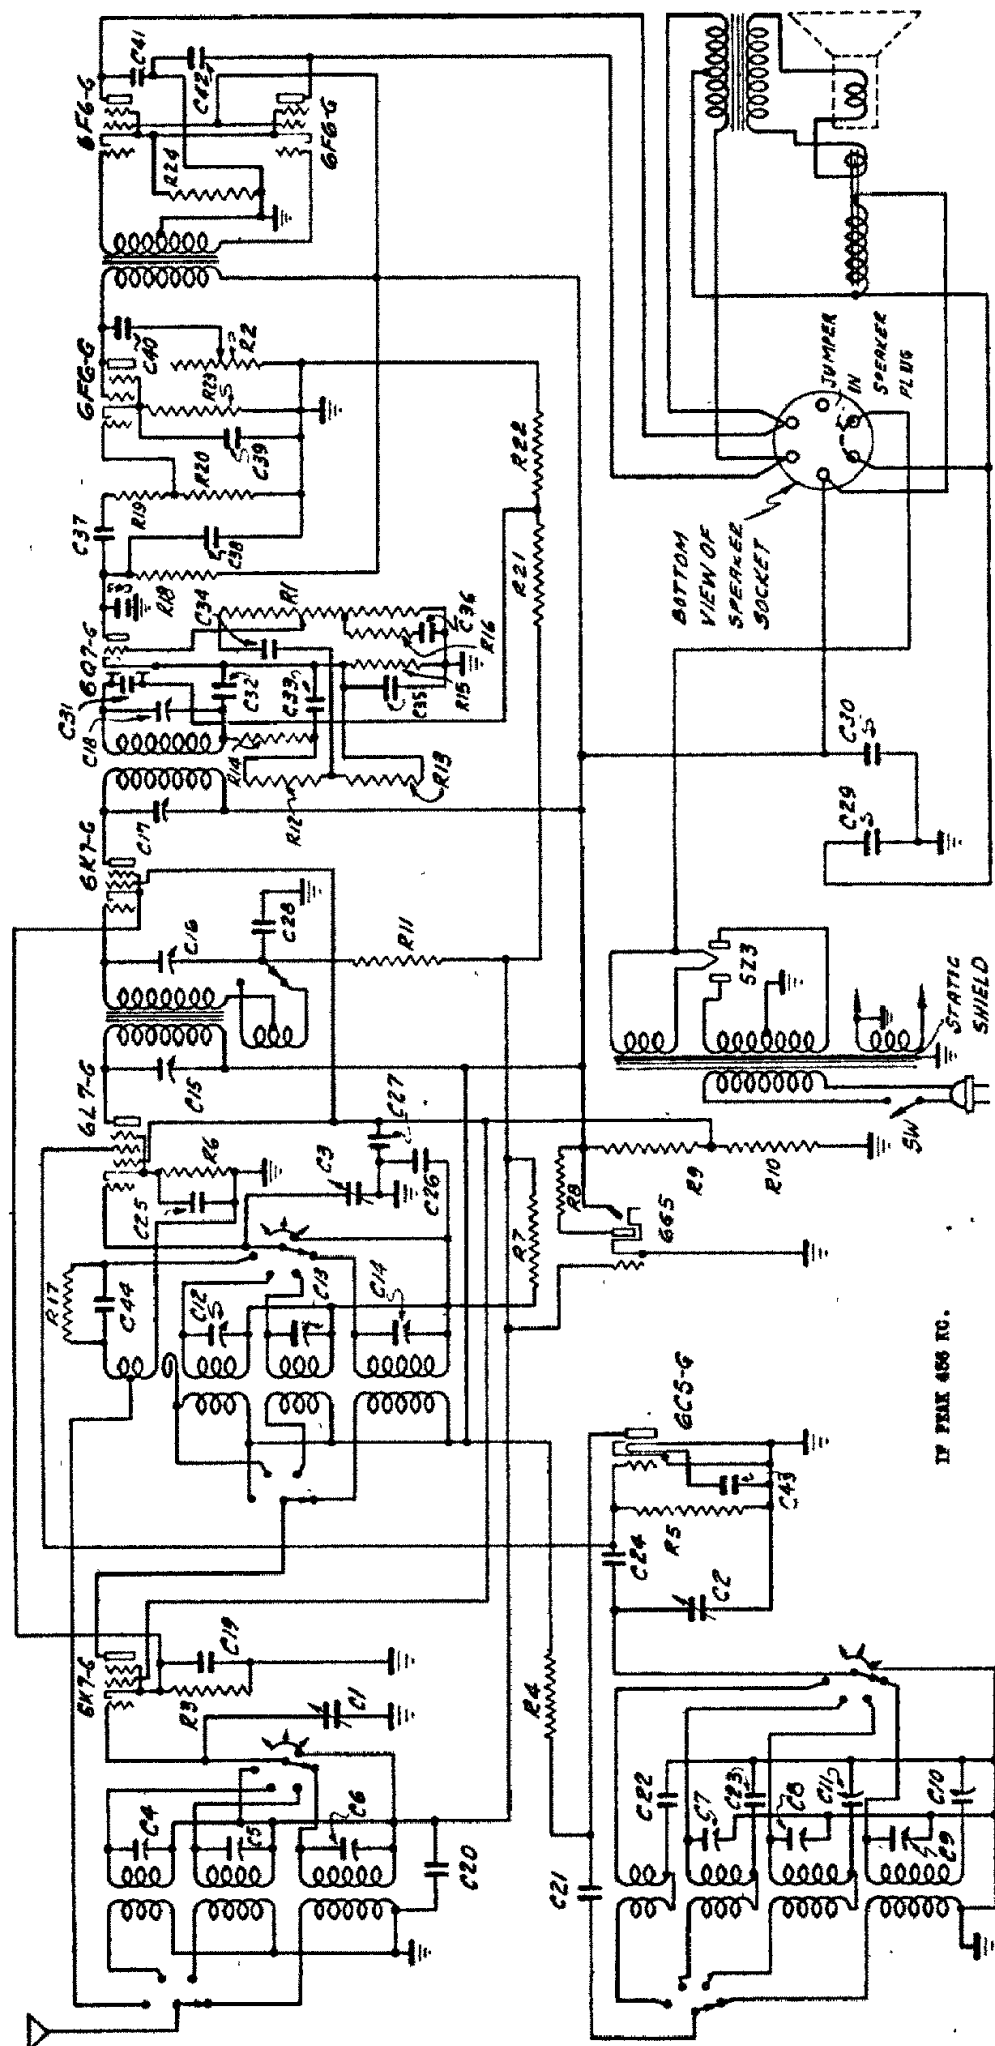 6F6-G
C41
C42
R24
6F6-G
6F6-G
C40
R2
R23
C39
C37
R19
R20
C38
R18
R22
R21
6Q7-G
C31
C18
C34
R1
C32
C33
C36
R16
C35
R15
R14
R12
R13
6K7-G
C17
C16
C28
R11
6L7-G
C15
R6
C25
C3
C27
C26
R17
C44
C12
C13
C14
R7
R8
R9
R10
6G5
6K7-G
C19
R3
C1
R4
C4
C5
C6
C20
C21
C22
C7
C23
C8
C11
C9
C10
C24
C2
R5
C43
6C5-G
5Z3
SW
STATIC
SHIELD
C29
C30
BOTTOM
VIEW OF
SPEAKER
SOCKET
JUMPER
IN
SPEAKER
PLUG
IF PEAK 456 KC.